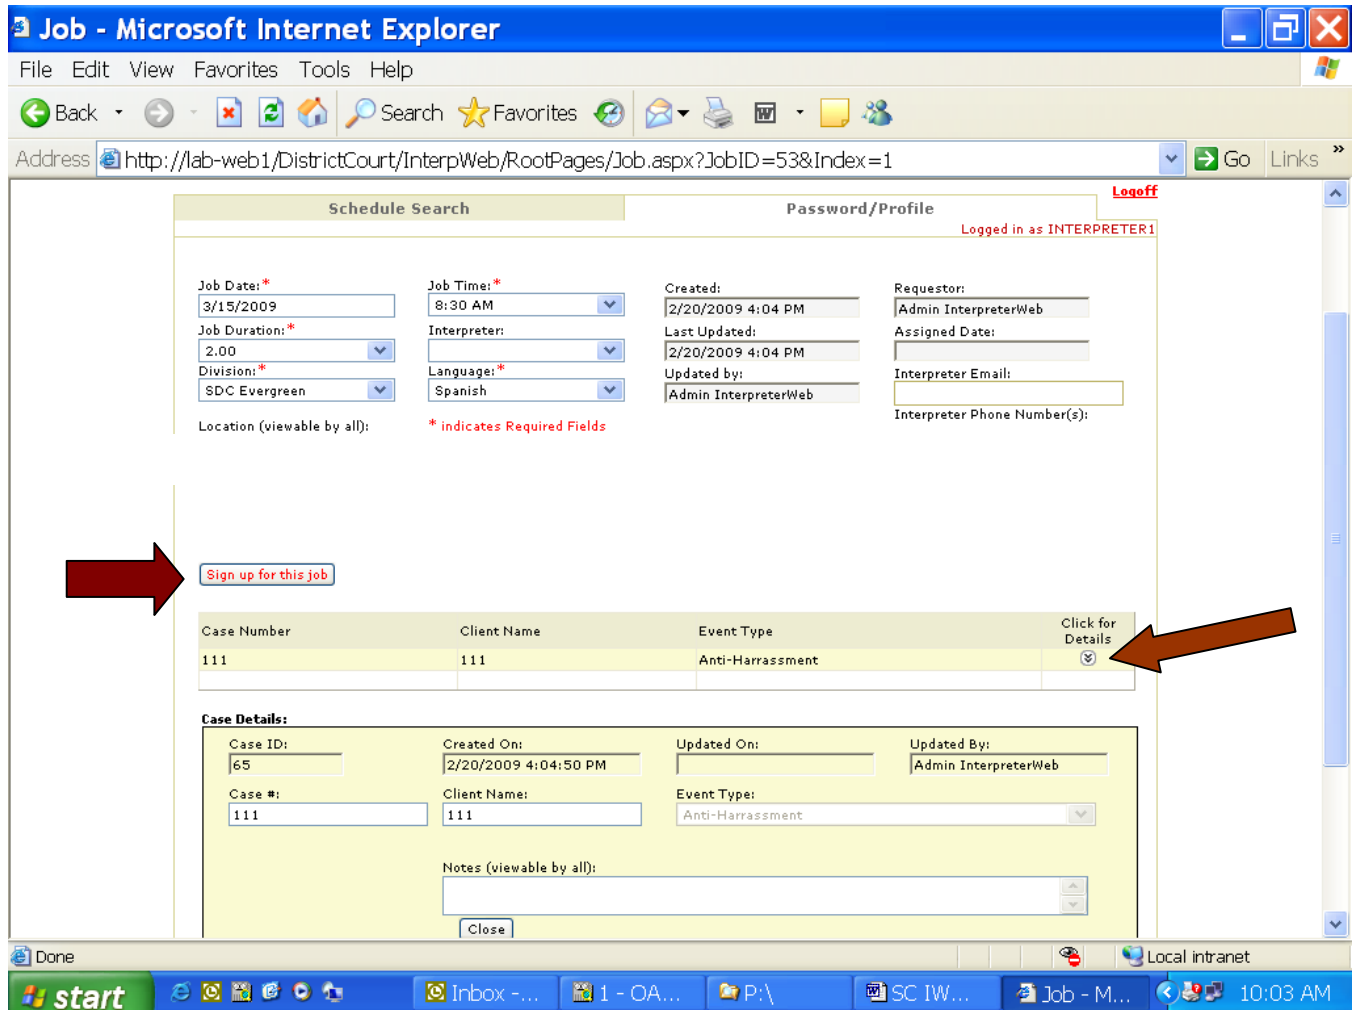 Job - Microsoft Internet Explorer
File Edit View Favorites Tools Help
Back Search Favorites
Address http://lab-web1/DistrictCourt/InterpWeb/RootPages/Job.aspx?JobID=53&Index=1 Go Links »
Logoff
Schedule Search Password/Profile
Logged in as INTERPRETER1
Job Date:* Job Time:* Created: Requestor:
3/15/2009 8:30 AM 2/20/2009 4:04 PM Admin InterpreterWeb
Job Duration:* Interpreter: Last Updated: Assigned Date:
2.00 2/20/2009 4:04 PM
Division:* Language:* Updated by: Interpreter Email:
SDC Evergreen Spanish Admin InterpreterWeb
Location (viewable by all): * indicates Required Fields Interpreter Phone Number(s):
Sign up for this job
Case Number Client Name Event Type Click for
Details
111 111 Anti-Harrassment
Case Details:
Case ID: Created On: Updated On: Updated By:
65 2/20/2009 4:04:50 PM Admin InterpreterWeb
Case #: Client Name: Event Type:
111 111 Anti-Harrassment
Notes (viewable by all):
Close
Done Local intranet
start Inbox -... 1 - OA... P:\ SC IW... Job - M... 10:03 AM